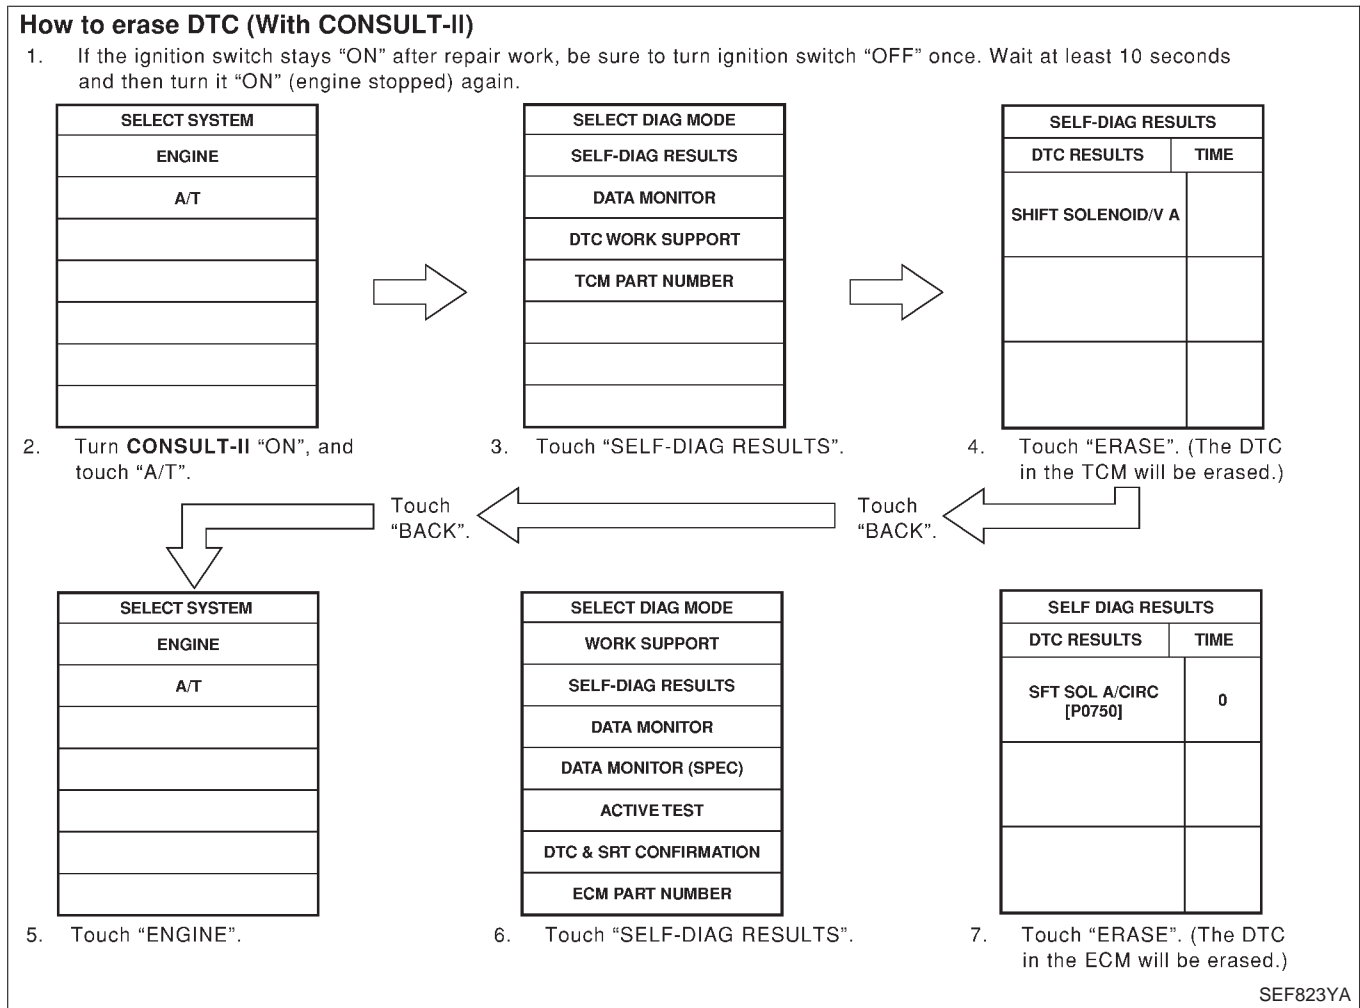 How to erase DTC (With CONSULT-II)
1. If the ignition switch stays “ON” after repair work, be sure to turn ignition switch “OFF” once. Wait at least 10 seconds
and then turn it “ON” (engine stopped) again.
SELECT SYSTEM
ENGINE
A/T
SELECT DIAG MODE
SELF-DIAG RESULTS
DATA MONITOR
DTC WORK SUPPORT
TCM PART NUMBER
SELF-DIAG RESULTS
DTC RESULTS TIME
SHIFT SOLENOID/V A
2. Turn CONSULT-II “ON”, and
touch “A/T”.
3. Touch “SELF-DIAG RESULTS”.
4. Touch “ERASE”. (The DTC
in the TCM will be erased.)
Touch
“BACK”.
Touch
“BACK”.
SELECT SYSTEM
ENGINE
A/T
SELECT DIAG MODE
WORK SUPPORT
SELF-DIAG RESULTS
DATA MONITOR
DATA MONITOR (SPEC)
ACTIVE TEST
DTC & SRT CONFIRMATION
ECM PART NUMBER
SELF DIAG RESULTS
DTC RESULTS TIME
SFT SOL A/CIRC
[P0750]
0
5. Touch “ENGINE”.
6. Touch “SELF-DIAG RESULTS”.
7. Touch “ERASE”. (The DTC
in the ECM will be erased.)
SEF823YA